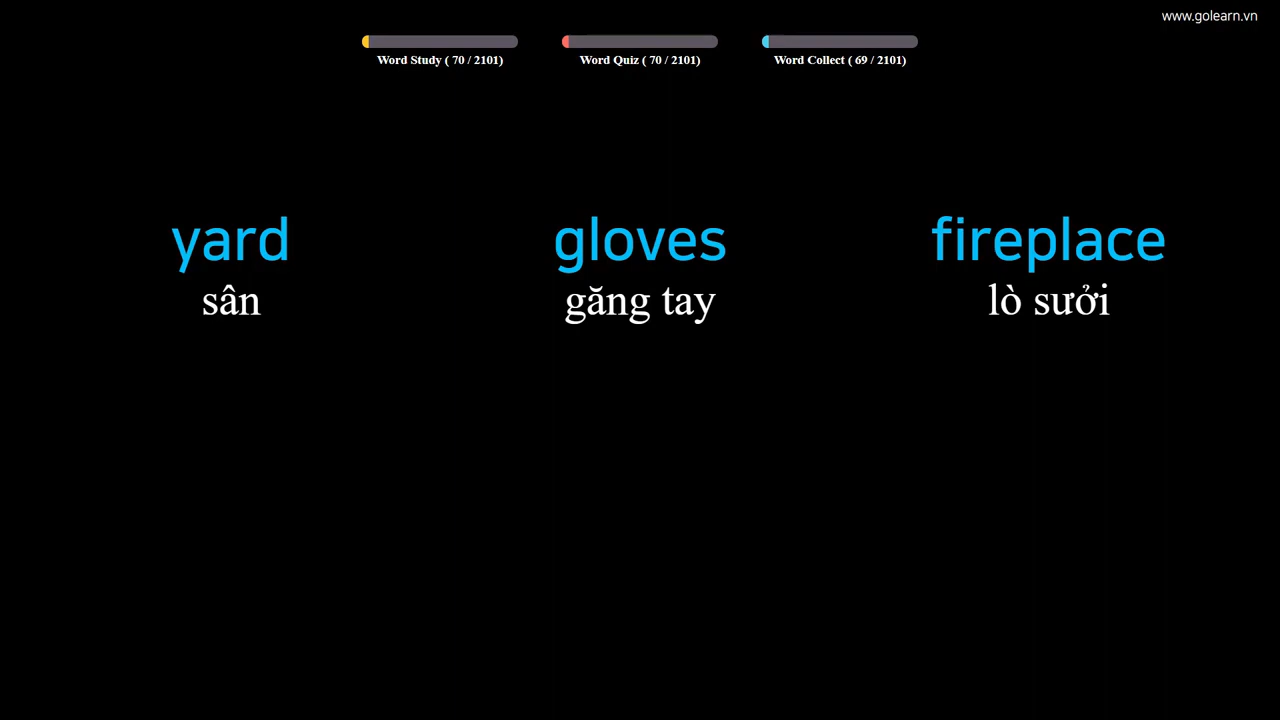 www.golearn.vn
Word Study ( 70 / 2101)
Word Quiz ( 70 / 2101)
Word Collect ( 69 / 2101)
yard
sân
gloves
găng tay
fireplace
lò sưởi